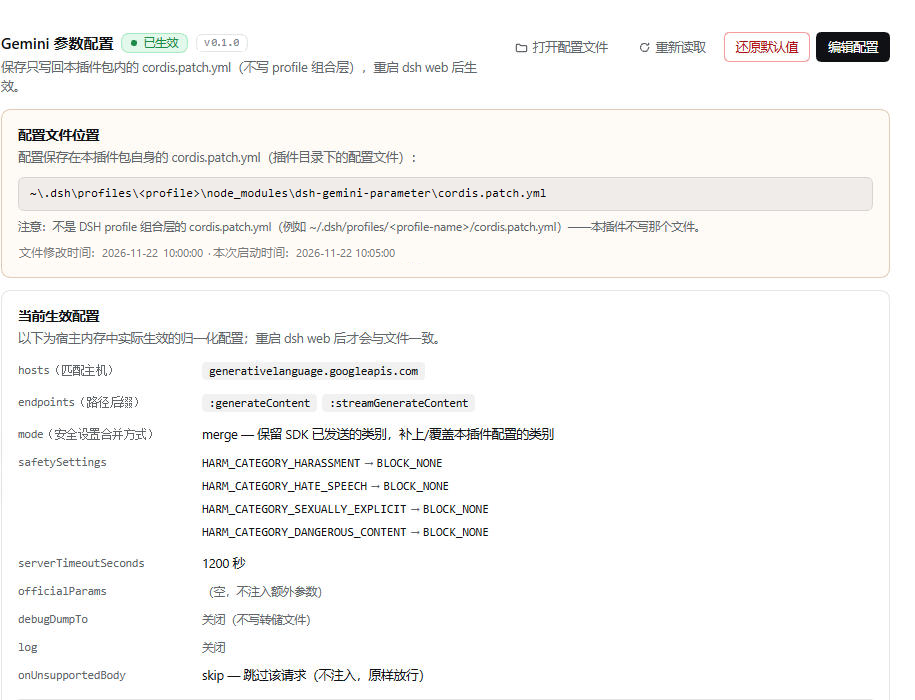 Gemini 参数配置 已生效 v0.1.0 打开配置文件 重新读取 还原默认值 编辑配置
保存只写回本插件包内的 cordis.patch.yml（不写 profile 组合层），重启 dsh web 后生
效。
配置文件位置
配置保存在本插件包自身的 cordis.patch.yml（插件目录下的配置文件）：
~\.dsh\profiles\<profile>\node_modules\dsh-gemini-parameter\cordis.patch.yml
注意：不是 DSH profile 组合层的 cordis.patch.yml（例如 ~/.dsh/profiles/<profile-name>/cordis.patch.yml）——本插件不写那个文件。
文件修改时间：2026-11-22 10:00:00 · 本次启动时间：2026-11-22 10:05:00
当前生效配置
以下为宿主内存中实际生效的归一化配置；重启 dsh web 后才会与文件一致。
hosts（匹配主机） generativelanguage.googleapis.com
endpoints（路径后缀） :generateContent :streamGenerateContent
mode（安全设置合并方式） merge — 保留 SDK 已发送的类别，补上/覆盖本插件配置的类别
safetySettings HARM_CATEGORY_HARASSMENT → BLOCK_NONE
HARM_CATEGORY_HATE_SPEECH → BLOCK_NONE
HARM_CATEGORY_SEXUALLY_EXPLICIT → BLOCK_NONE
HARM_CATEGORY_DANGEROUS_CONTENT → BLOCK_NONE
serverTimeoutSeconds 1200 秒
officialParams （空，不注入额外参数）
debugDumpTo 关闭（不写转储文件）
log 关闭
onUnsupportedBody skip — 跳过该请求（不注入，原样放行）